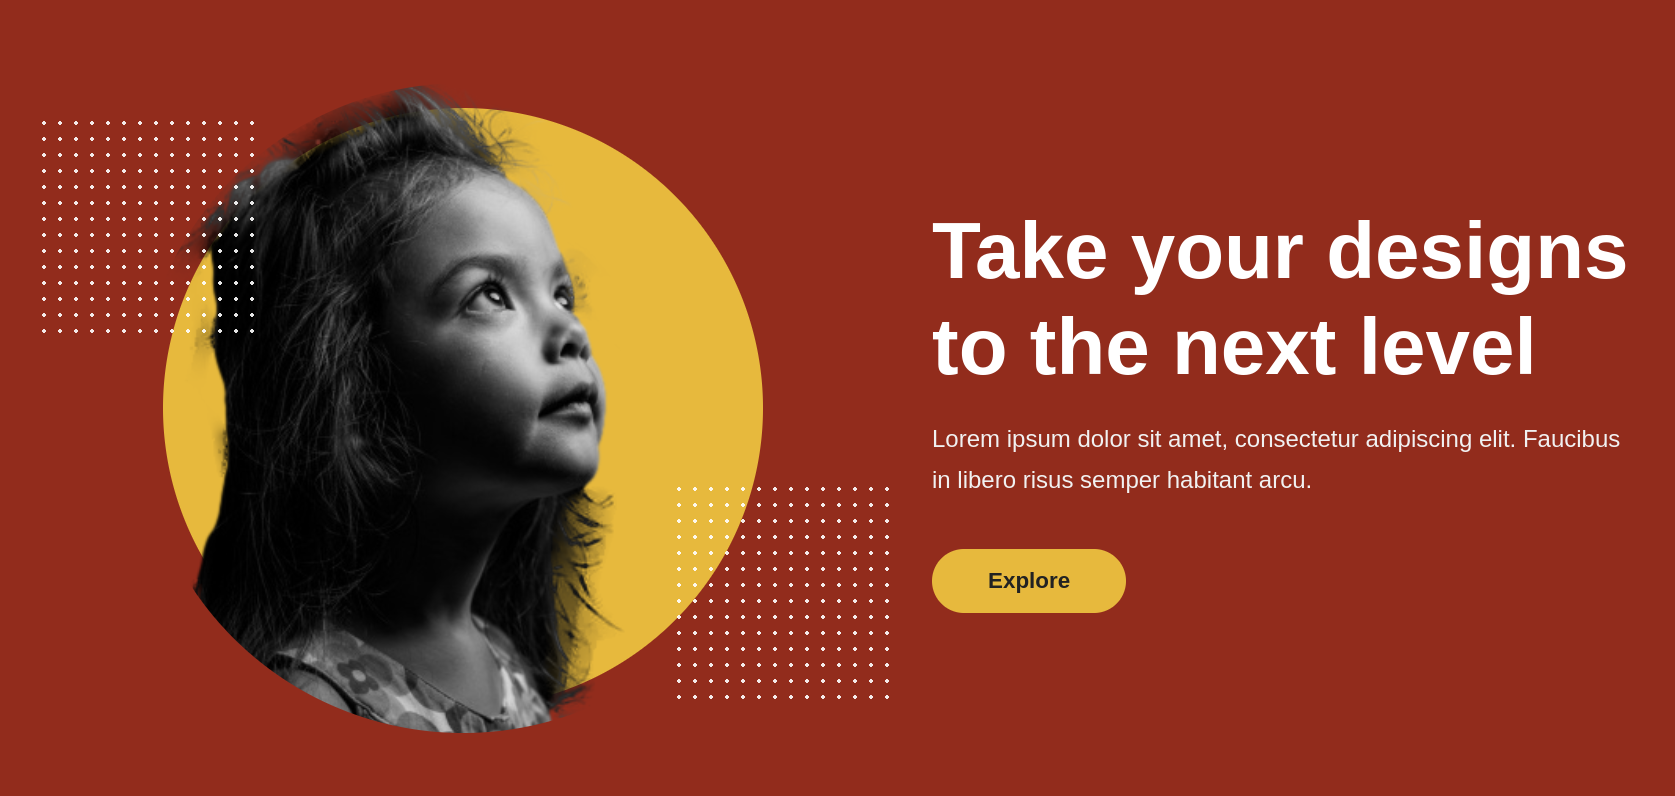 Take your designs
to the next level
Lorem ipsum dolor sit amet, consectetur adipiscing elit. Faucibus
in libero risus semper habitant arcu.
Explore